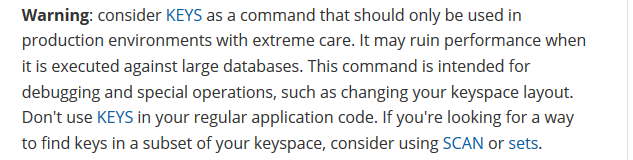 Warning: consider KEYS as a command that should only be used in
production environments with extreme care. It may ruin performance when
it is executed against large databases. This command is intended for
debugging and special operations, such as changing your keyspace layout.
Don't use KEYS in your regular application code. If you're looking for a way
to find keys in a subset of your keyspace, consider using SCAN or sets.